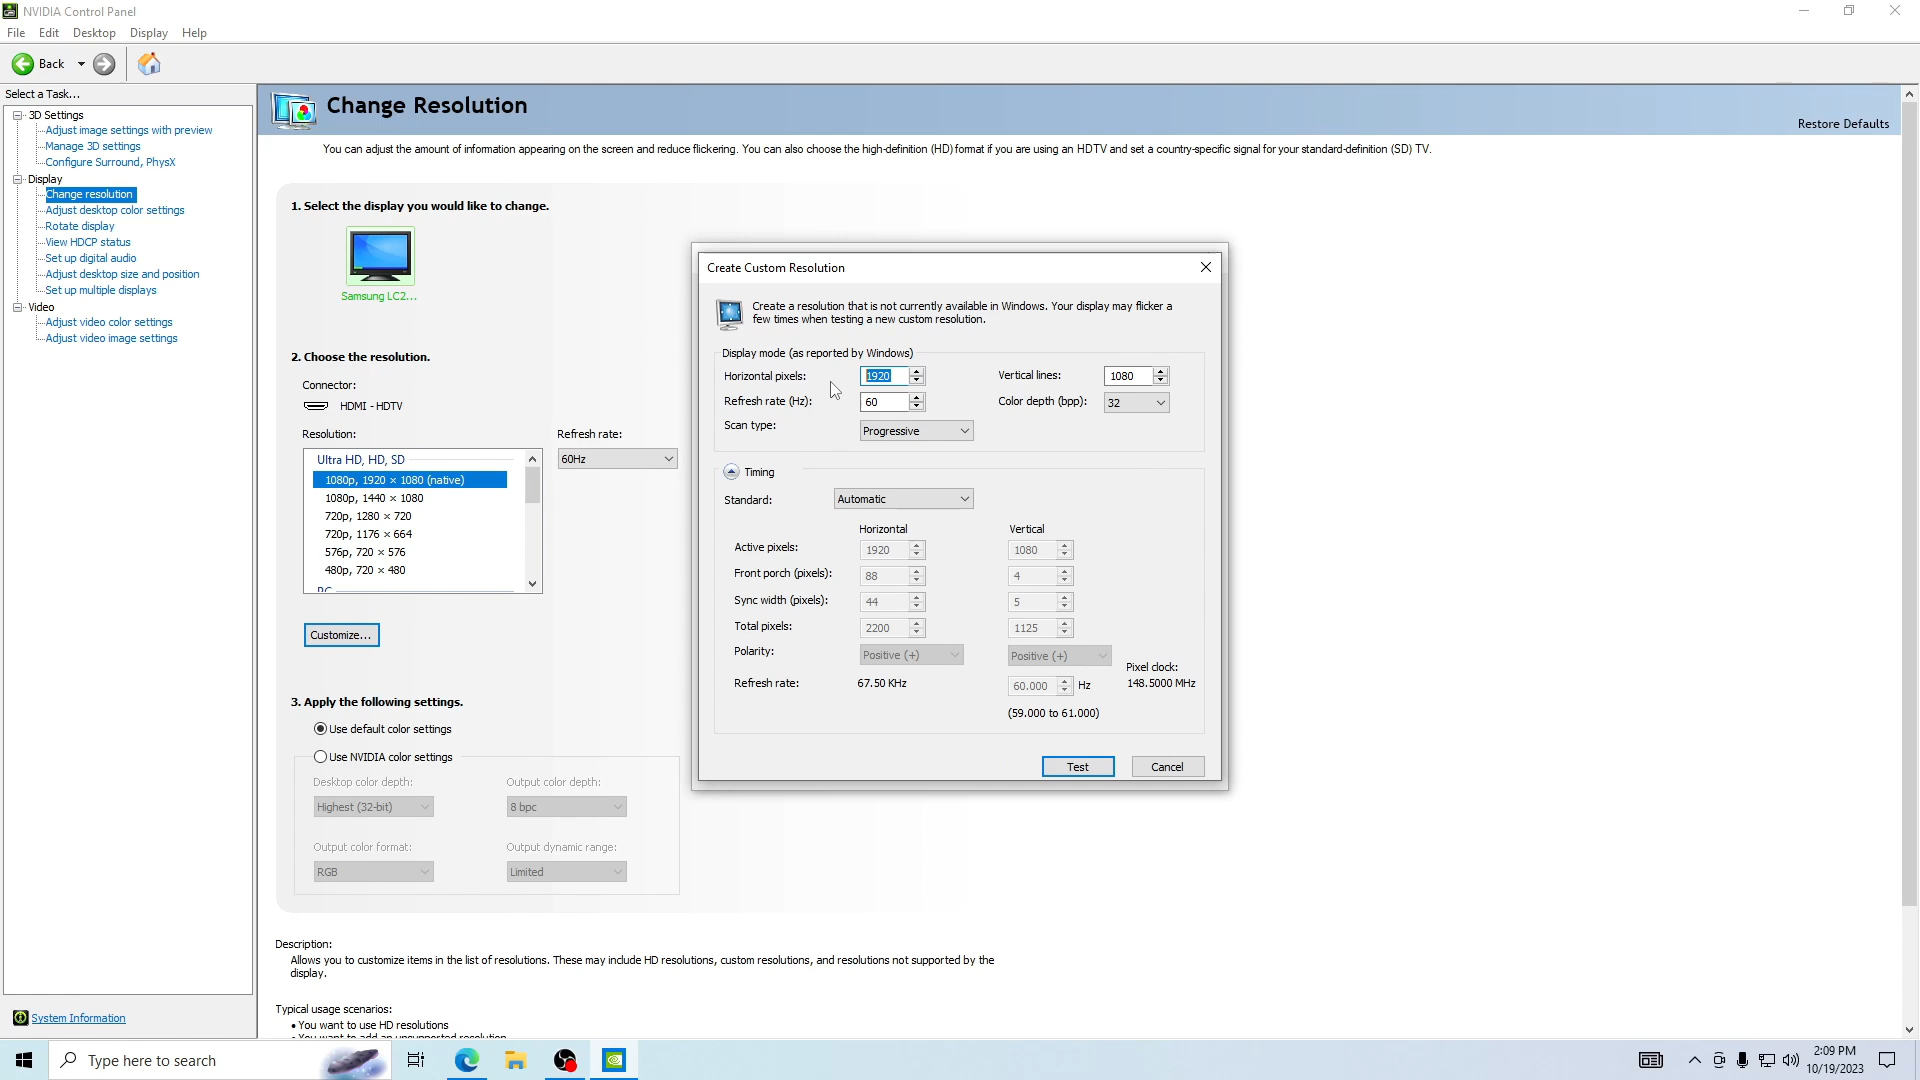 NVIDIA Control Panel
File Edit Desktop Display Help
Back
Select a Task...
3D Settings
Adjust image settings with preview
Manage 3D settings
Configure Surround, PhysX
Display
Change resolution
Adjust desktop color settings
Rotate display
View HDCP status
Set up digital audio
Adjust desktop size and position
Set up multiple displays
Video
Adjust video color settings
Adjust video image settings
System Information
Change Resolution
Restore Defaults
You can adjust the amount of information appearing on the screen and reduce flickering. You can also choose the high-definition (HD) format if you are using an HDTV and set a country-specific signal for your standard-definition (SD) TV.
1. Select the display you would like to change.
Samsung LC2...
2. Choose the resolution.
Connector:
HDMI - HDTV
Resolution:
Refresh rate:
Ultra HD, HD, SD
60Hz
1080p, 1920 × 1080 (native)
1080p, 1440 × 1080
720p, 1280 × 720
720p, 1176 × 664
576p, 720 × 576
480p, 720 × 480
PC
Customize...
3. Apply the following settings.
Use default color settings
Use NVIDIA color settings
Desktop color depth: Output color depth:
Highest (32-bit) 8 bpc
Output color format: Output dynamic range:
RGB Limited
Description:
Allows you to customize items in the list of resolutions. These may include HD resolutions, custom resolutions, and resolutions not supported by the
display.
Typical usage scenarios:
• You want to use HD resolutions
• You want to add an unsupported resolution
Create Custom Resolution
Create a resolution that is not currently available in Windows. Your display may flicker a
few times when testing a new custom resolution.
Display mode (as reported by Windows)
Horizontal pixels: 1920 Vertical lines: 1080
Refresh rate (Hz): 60 Color depth (bpp): 32
Scan type: Progressive
Timing
Standard: Automatic
Horizontal Vertical
Active pixels: 1920 1080
Front porch (pixels): 88 4
Sync width (pixels): 44 5
Total pixels: 2200 1125
Polarity: Positive (+) Positive (+)
Pixel clock:
Refresh rate: 67.50 KHz 60.000 Hz 148.5000 MHz
(59.000 to 61.000)
Test Cancel
Type here to search
2:09 PM
10/19/2023